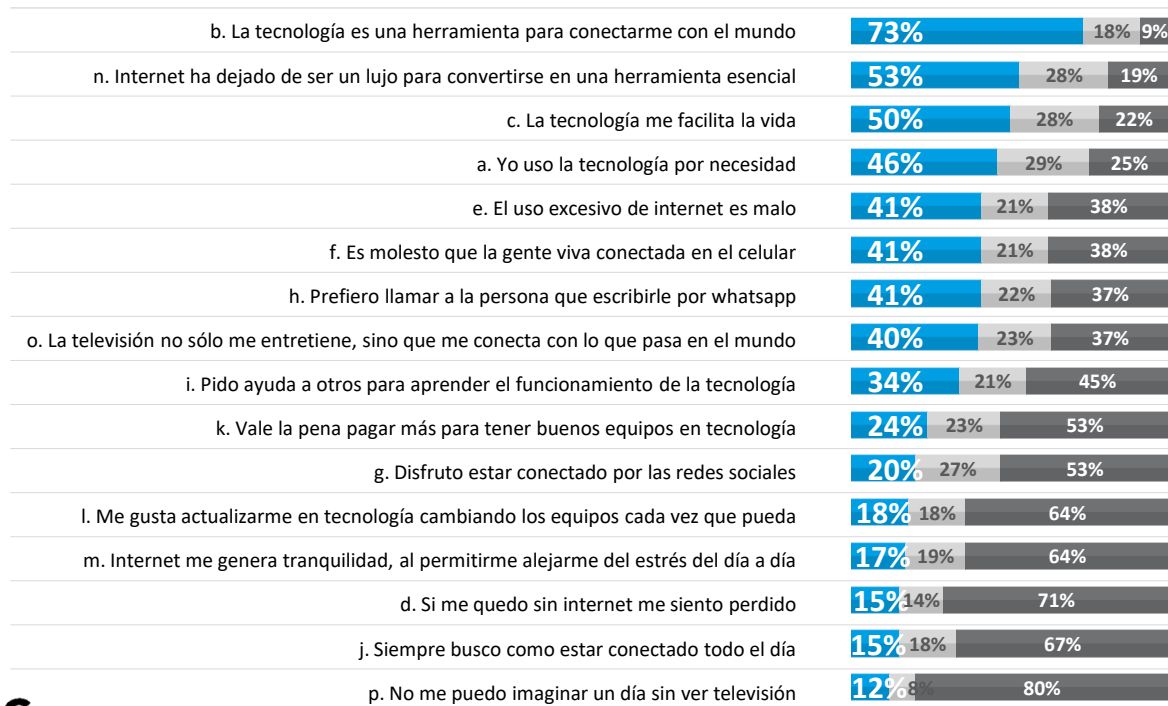 b. La tecnología es una herramienta para conectarme con el mundo 73% 18% 9%
n. Internet ha dejado de ser un lujo para convertirse en una herramienta esencial 53% 28% 19%
c. La tecnología me facilita la vida 50% 28% 22%
a. Yo uso la tecnología por necesidad 46% 29% 25%
e. El uso excesivo de internet es malo 41% 21% 38%
f. Es molesto que la gente viva conectada en el celular 41% 21% 38%
h. Prefiero llamar a la persona que escribirle por whatsapp 41% 22% 37%
o. La televisión no sólo me entretiene, sino que me conecta con lo que pasa en el mundo 40% 23% 37%
i. Pido ayuda a otros para aprender el funcionamiento de la tecnología 34% 21% 45%
k. Vale la pena pagar más para tener buenos equipos en tecnología 24% 23% 53%
g. Disfruto estar conectado por las redes sociales 20% 27% 53%
l. Me gusta actualizarme en tecnología cambiando los equipos cada vez que pueda 18% 18% 64%
m. Internet me genera tranquilidad, al permitirme alejarme del estrés del día a día 17% 19% 64%
d. Si me quedo sin internet me siento perdido 15% 14% 71%
j. Siempre busco como estar conectado todo el día 15% 18% 67%
p. No me puedo imaginar un día sin ver televisión 12% 8% 80%